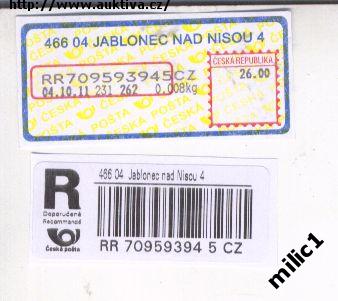 http://www.auktiva.cz/
466 04 JABLONEC NAD NISOU 4
ČESKÁ REPUBLIKA
RR709593945CZ
26.00
04.10.11 231 262 0.008kg
R
466 04 Jablonec nad Nisou 4
Doporučeně
Recommandé
Česká pošta
RR 70959394 5 CZ
milic1